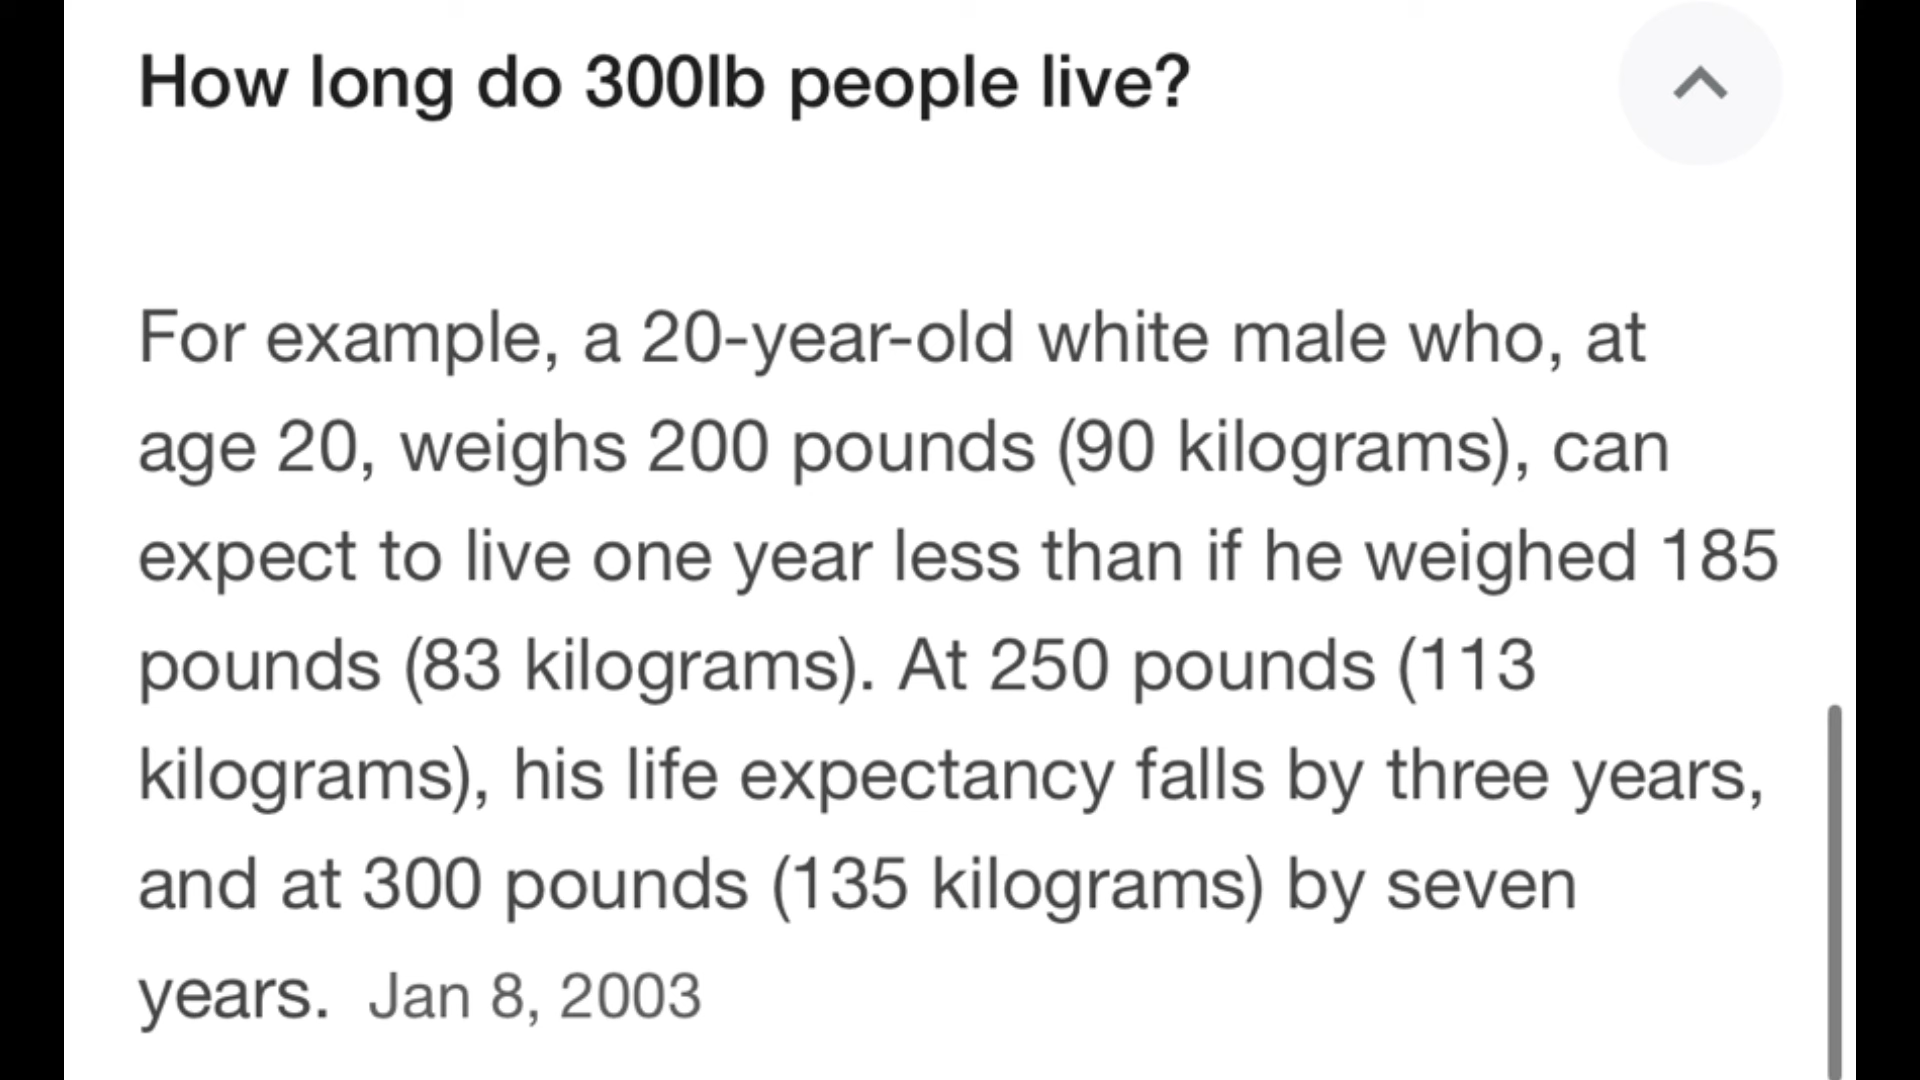 How long do 300lb people live?
For example, a 20-year-old white male who, at
age 20, weighs 200 pounds (90 kilograms), can
expect to live one year less than if he weighed 185
pounds (83 kilograms). At 250 pounds (113
kilograms), his life expectancy falls by three years,
and at 300 pounds (135 kilograms) by seven
years. Jan 8, 2003